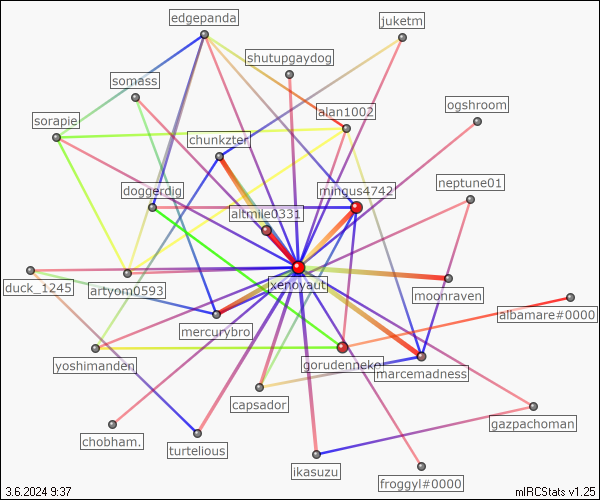 edgepanda
juketm
shutupgaydog
somass
ogshroom
alan1002
sorapie
chunkzter
neptune01
doggerdig
mingus4742
altmile0331
xenoyaut
duck_1245
artyom0593
moonraven
albamare#0000
mercurybro
yoshimanden
gorudenneko
marcemadness
capsador
gazpachoman
chobham.
turtelious
ikasuzu
froggyl#0000
3.6.2024 9:37
mIRCStats v1.25